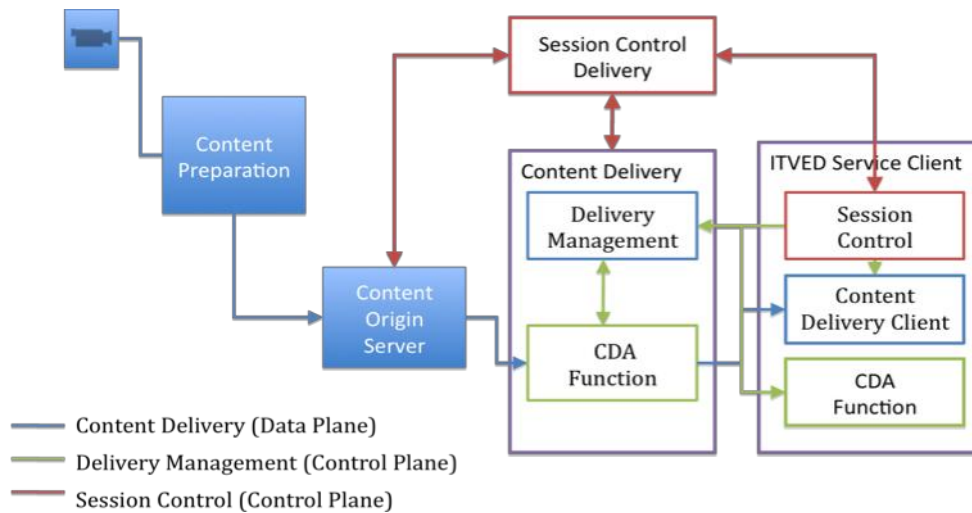 Session Control
Delivery
Content
Preparation
Content Delivery
ITVED Service Client
Delivery
Management
Session
Control
Content
Origin
Server
Content
Delivery Client
CDA
Function
CDA
Function
Content Delivery (Data Plane)
Delivery Management (Control Plane)
Session Control (Control Plane)